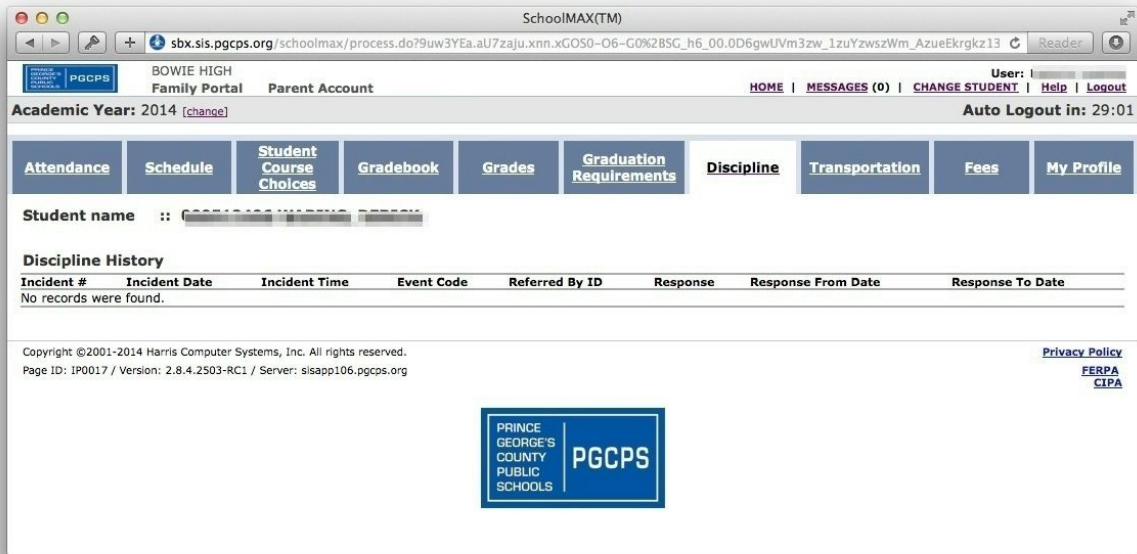 SchoolMAX(TM)
sbx.sis.pgcps.org/schoolmax/process.do?9uw3YEa.aU7zaju.xnn.xGOS0-O6-G0%2BSG_h6_00.0D6gwUVm3zw_1zuYzwszWm_AzueEkrgkz13 Reader
PRINCE GEORGE'S COUNTY PUBLIC SCHOOLS PGCPS
BOWIE HIGH
Family Portal Parent Account
User:
HOME | MESSAGES (0) | CHANGE STUDENT | Help | Logout
Academic Year: 2014 [change] Auto Logout in: 29:01
Attendance Schedule Student Course Choices Gradebook Grades Graduation Requirements Discipline Transportation Fees My Profile
Student name ::
Discipline History
Incident # Incident Date Incident Time Event Code Referred By ID Response Response From Date Response To Date
No records were found.
Copyright ©2001-2014 Harris Computer Systems, Inc. All rights reserved. Privacy Policy
Page ID: IP0017 / Version: 2.8.4.2503-RC1 / Server: sisapp106.pgcps.org FERPA
CIPA
PRINCE
GEORGE'S
COUNTY
PUBLIC
SCHOOLS
PGCPS